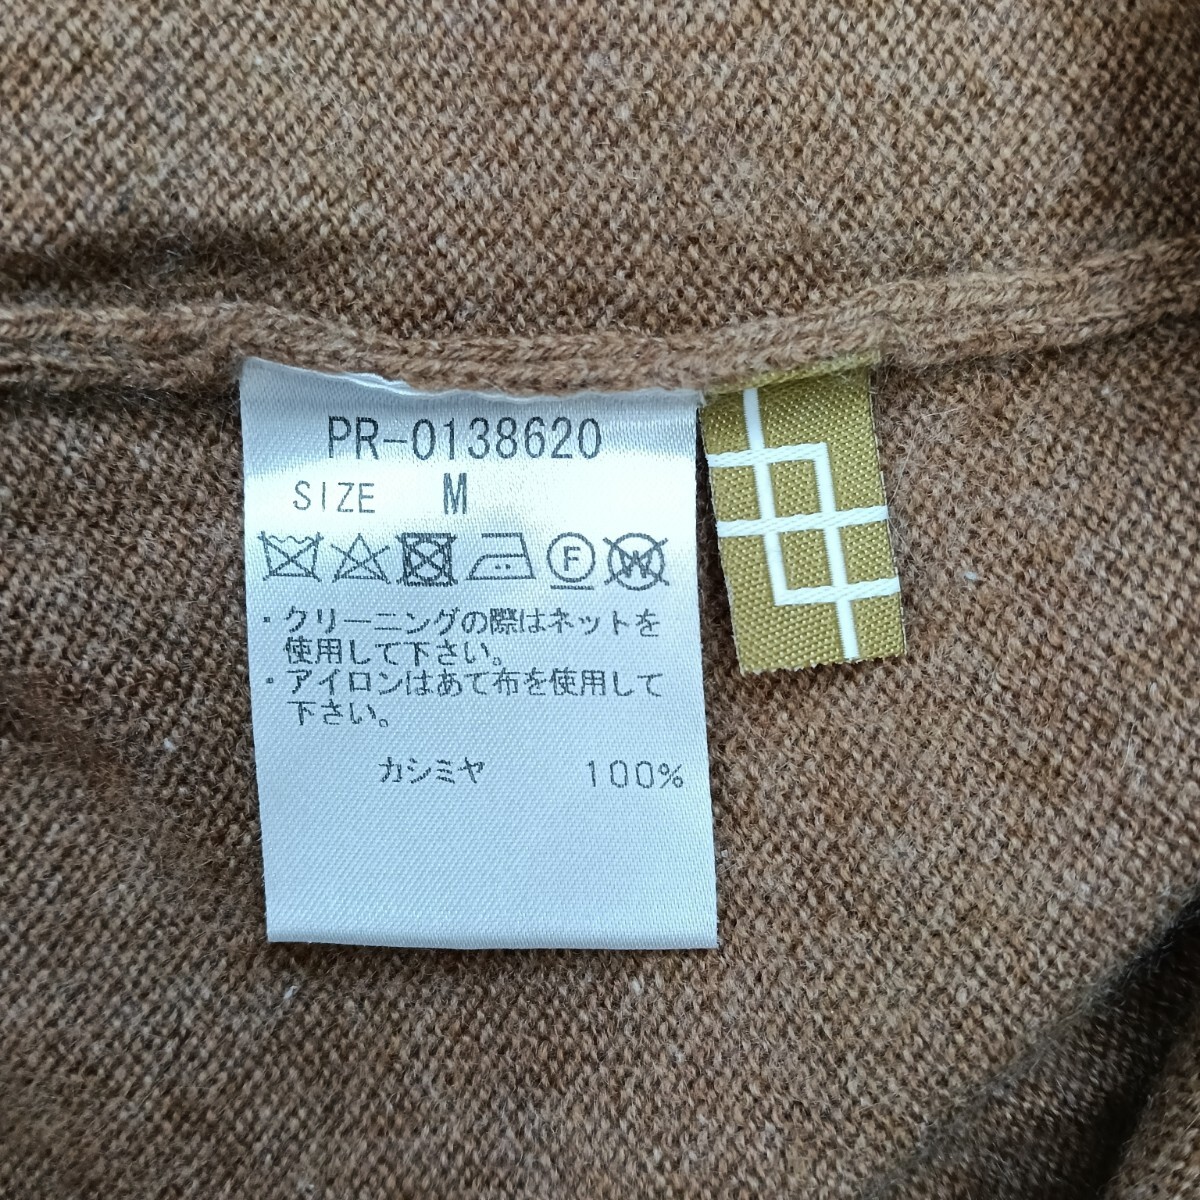 PR-0138620
SIZE M
F W
・クリーニングの際はネットを
使用して下さい。
・アイロンはあて布を使用して
下さい。
カシミヤ 100%